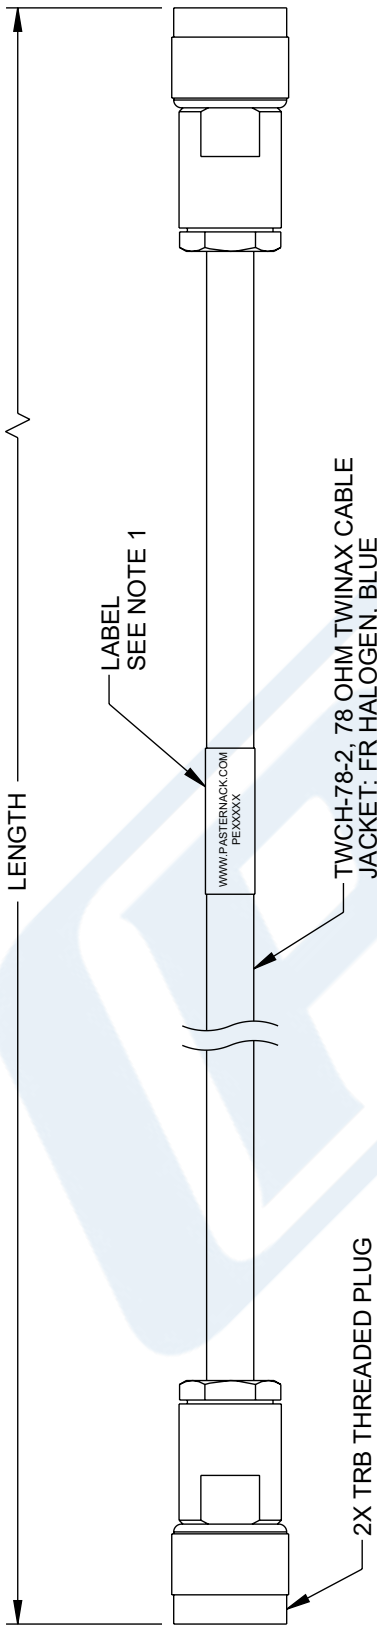 LENGTH
LABEL
SEE NOTE 1
WWW.PASTERNACK.COM
PEXXXXX
TWCH-78-2, 78 OHM TWINAX CABLE
JACKET: FR HALOGEN, BLUE
2X TRB THREADED PLUG